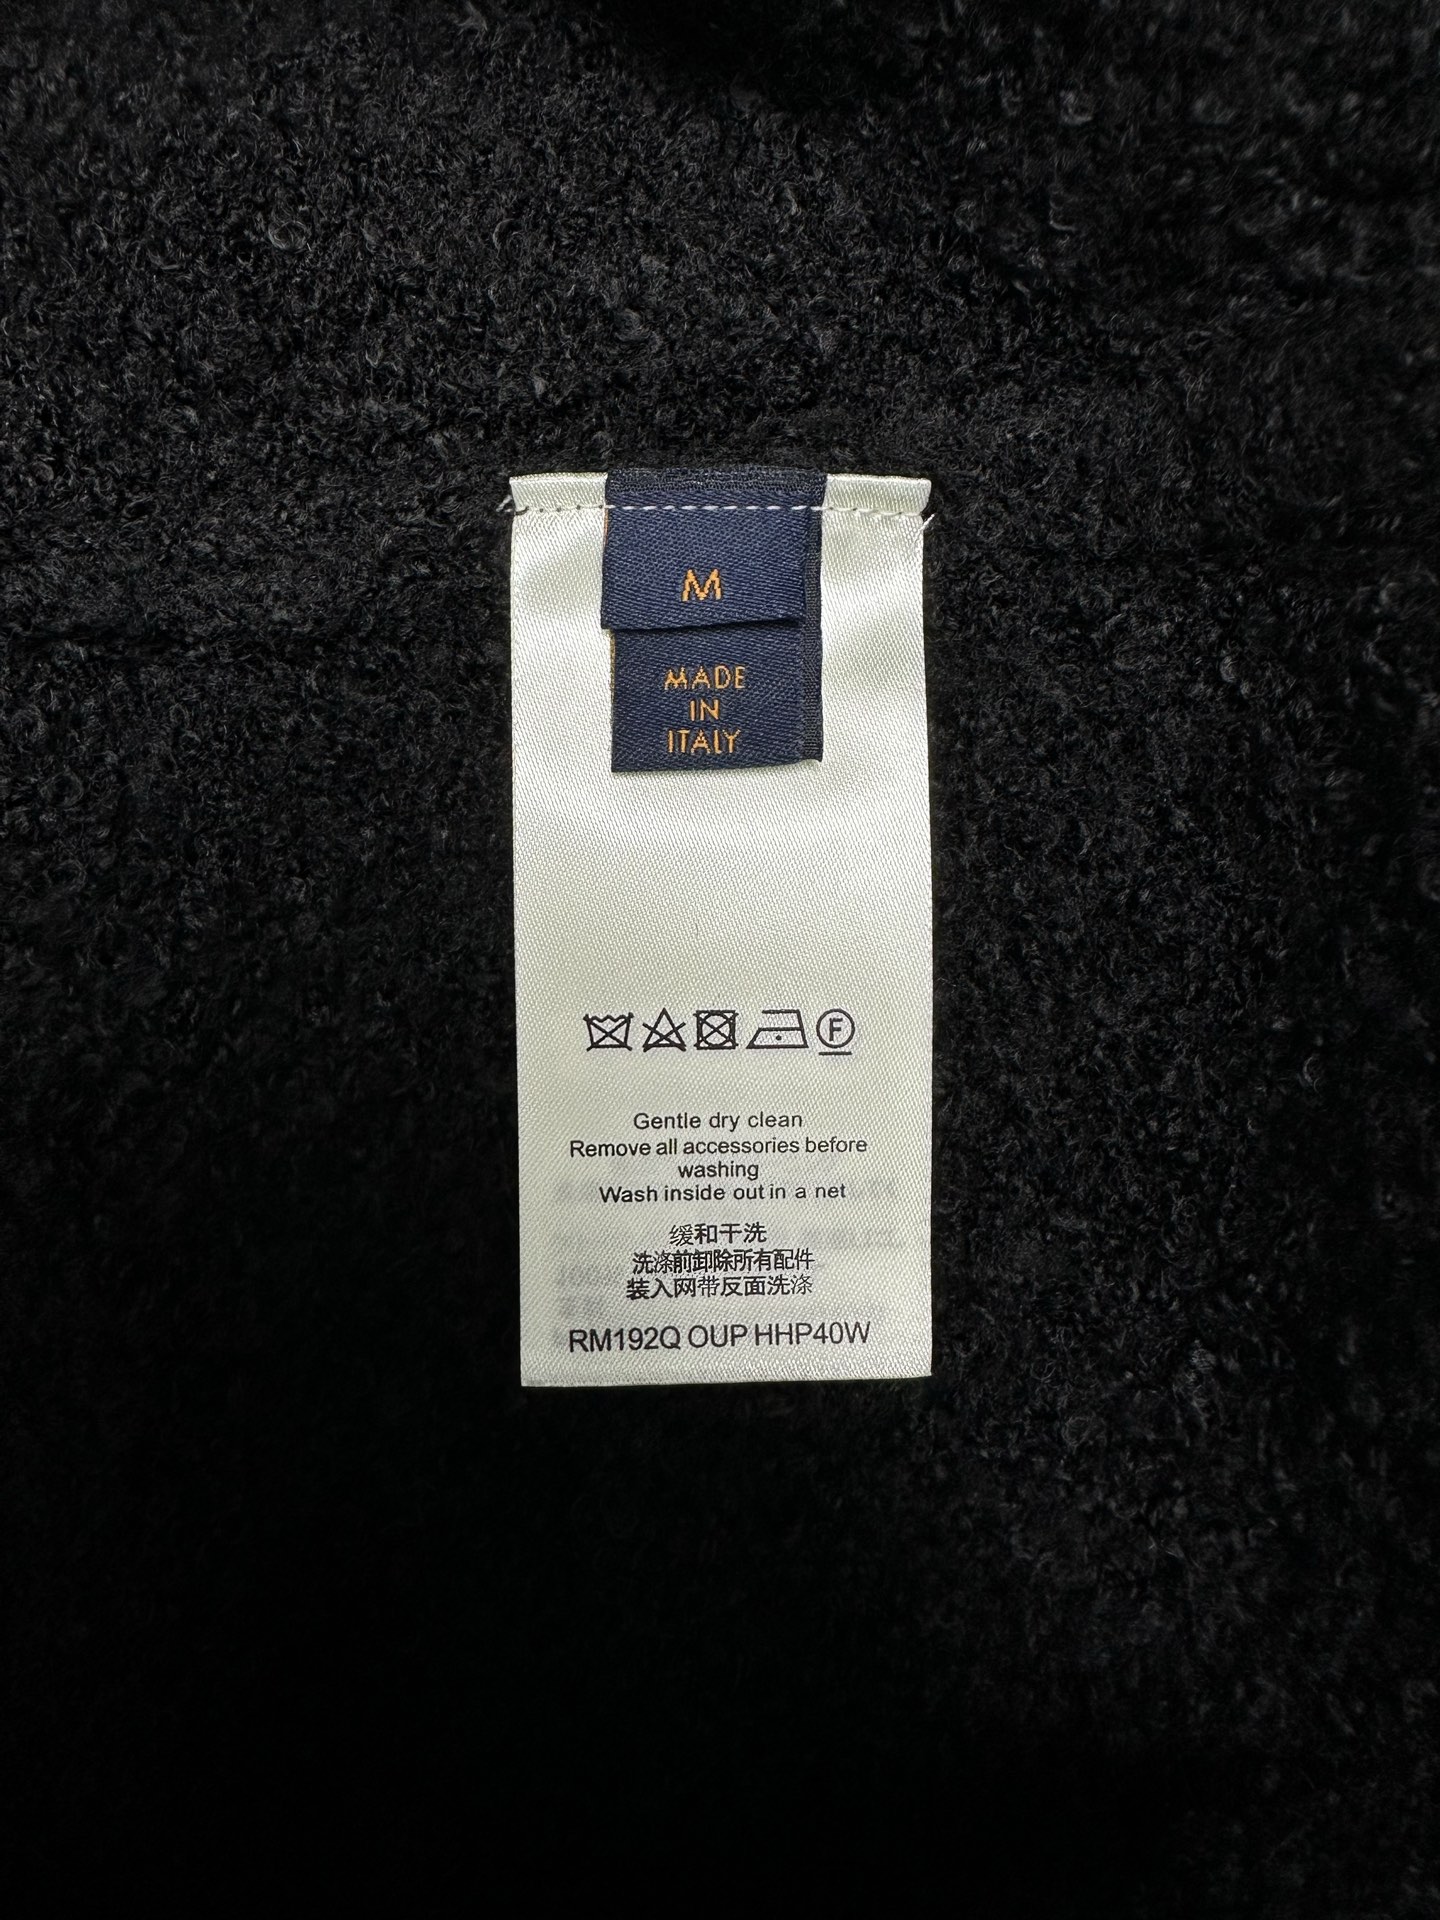 M
MADE
IN
ITALY
F
Gentle dry clean
Remove all accessories before
washing
Wash inside out in a net
缓和干洗
洗涤前卸除所有配件
装入网带反面洗涤
RM192Q OUP HHP40W